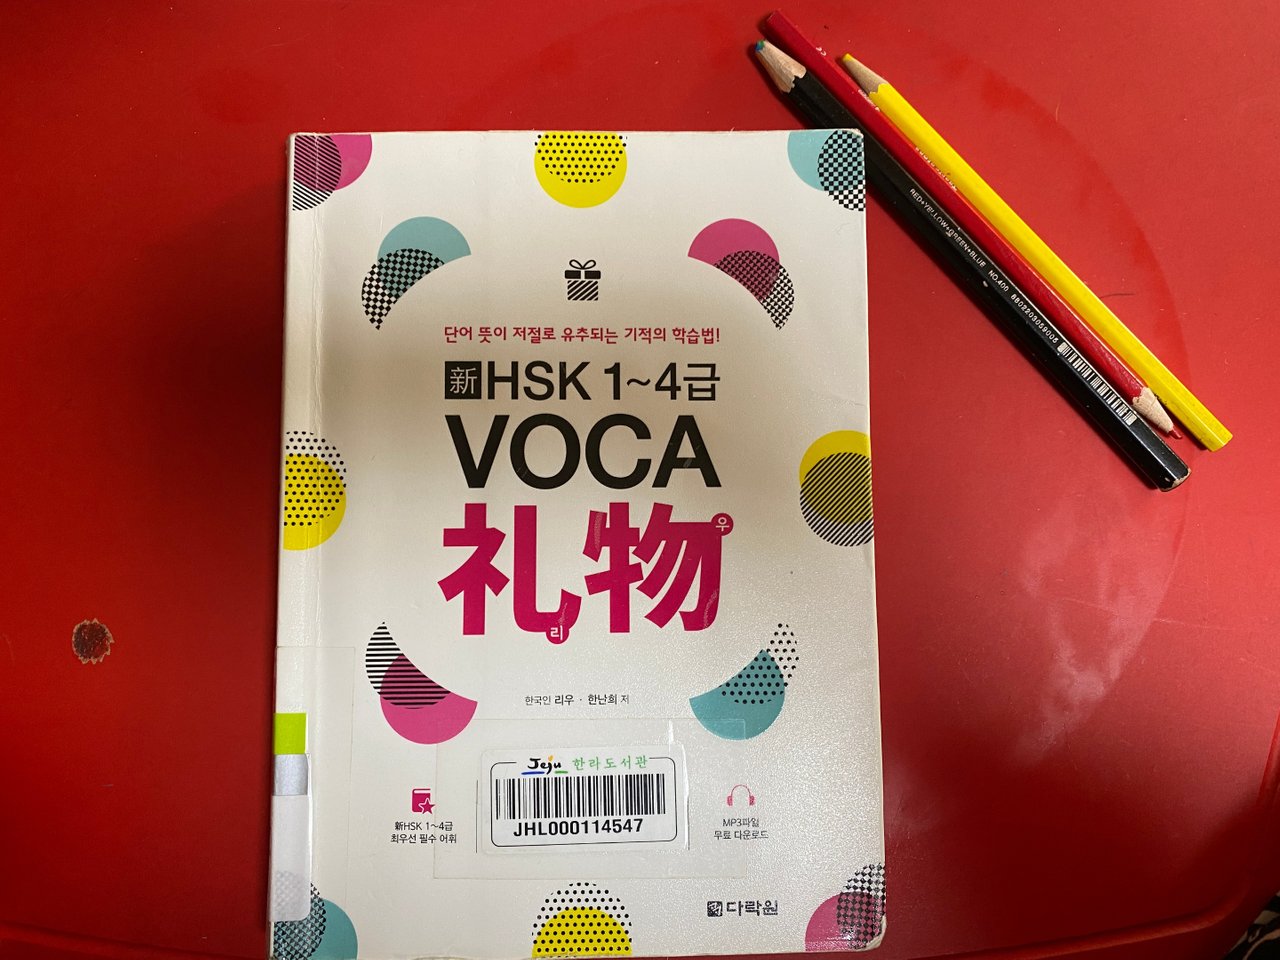 단어 뜻이 저절로 유추되는 기적의 학습법!
新HSK 1~4급
VOCA
礼物
리
우
한국인 리우 · 한난희 저
Jeju 한라도서관
JHL000114547
新HSK 1~4급
최우선 필수 어휘
MP3파일
무료 다운로드
다락원
RED+YELLOW+GREEN+BLUE NO.400 8802203059005